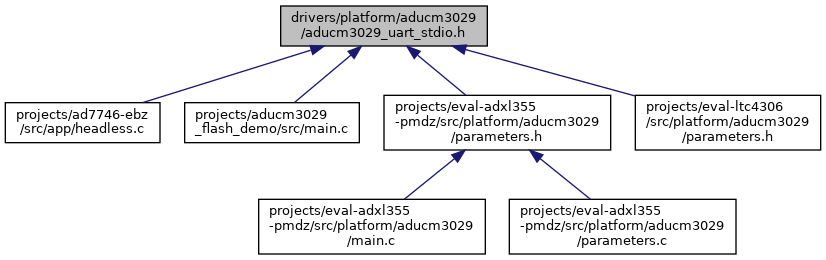 drivers/platform/aducm3029
/aducm3029_uart_stdio.h
projects/ad7746-ebz
/src/app/headless.c
projects/aducm3029
_flash_demo/src/main.c
projects/eval-adxl355
-pmdz/src/platform/aducm3029
/parameters.h
projects/eval-ltc4306
/src/platform/aducm3029
/parameters.h
projects/eval-adxl355
-pmdz/src/platform/aducm3029
/main.c
projects/eval-adxl355
-pmdz/src/platform/aducm3029
/parameters.c